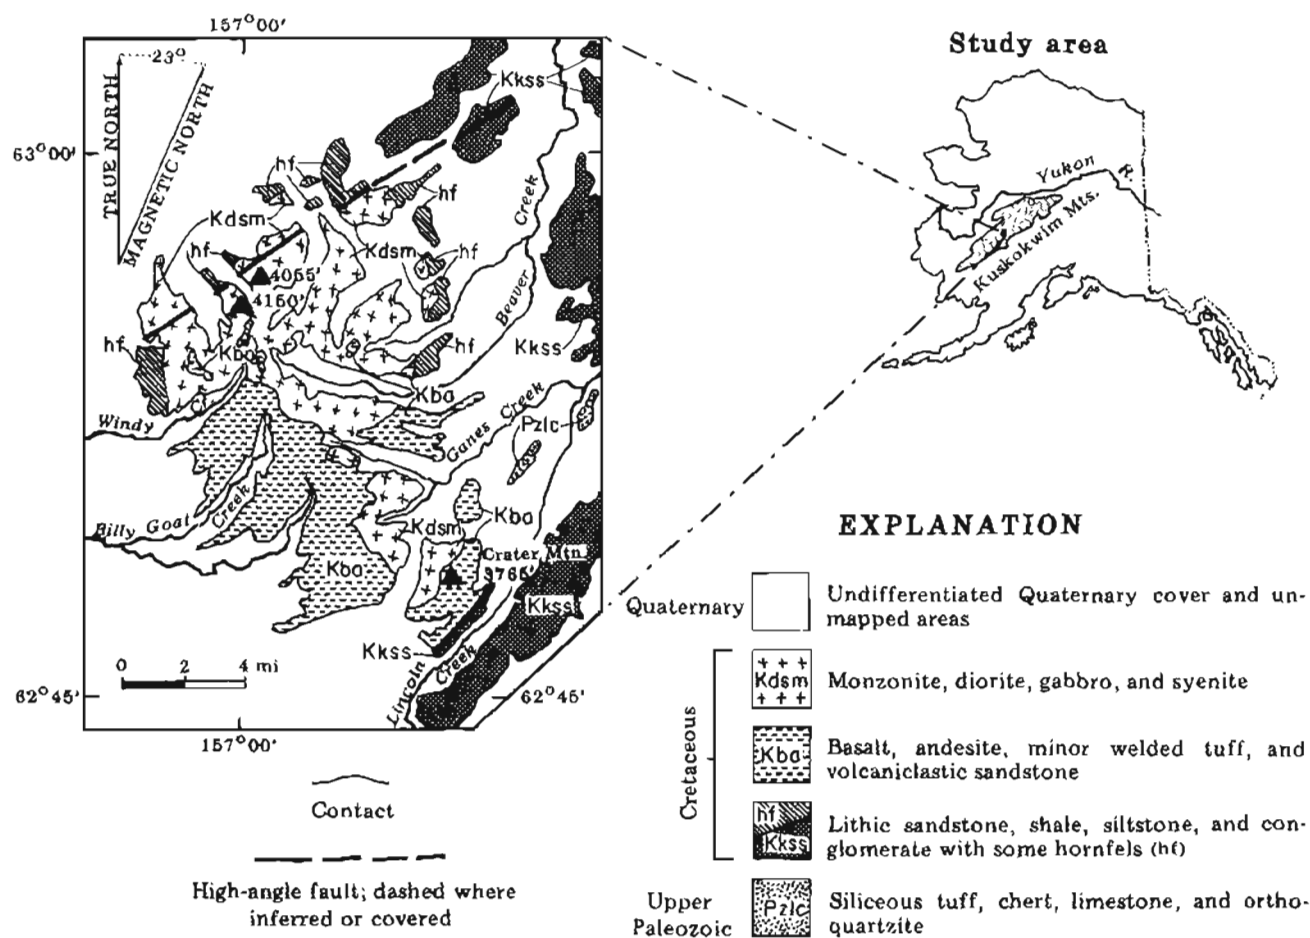 157°00'
23°
TRUE NORTH
MAGNETIC NORTH
63°00'
Kkss
hf
hf
Kdsm
hf
Kdsm
hf
4055'
4150'
Creek
Beaver
hf
Kba
hf
Kkss
Kba
Windy
Ganes Creek
Pzlc
Billy Goat
Creek
Kba
Kdsm
Kba
Crater Mtn.
3766'
Kkss
Kkss
0 2 4 mi
Lincoln
Creek
62°45'
62°45'
157°00'
Contact
High-angle fault; dashed where
inferred or covered
Study area
Yukon
R.
Kuskokwim Mts.
EXPLANATION
Quaternary
Undifferentiated Quaternary cover and un-
mapped areas
Cretaceous
Kdsm
Monzonite, diorite, gabbro, and syenite
Kba
Basalt, andesite, minor welded tuff, and
volcaniclastic sandstone
hf
Kkss
Lithic sandstone, shale, siltstone, and con-
glomerate with some hornfels (hf)
Upper
Paleozoic
Pzlc
Siliceous tuff, chert, limestone, and ortho-
quartzite